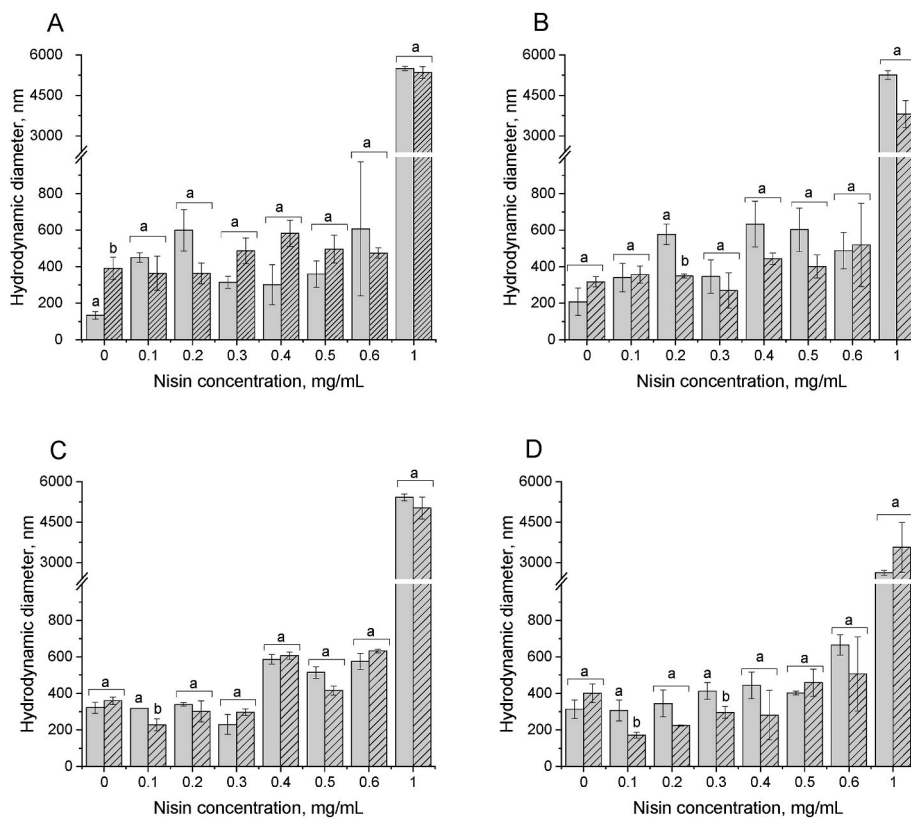 A
Hydrodynamic diameter, nm
6000
4500
3000
800
600
400
200
0
a
b
a
a
a
a
a
a
a
0 0.1 0.2 0.3 0.4 0.5 0.6 1
Nisin concentration, mg/mL
B
Hydrodynamic diameter, nm
6000
4500
3000
800
600
400
200
0
a
a
a
b
a
a
a
a
a
0 0.1 0.2 0.3 0.4 0.5 0.6 1
Nisin concentration, mg/mL
C
Hydrodynamic diameter, nm
6000
4500
3000
800
600
400
200
0
a
a
b
a
a
a
a
a
a
0 0.1 0.2 0.3 0.4 0.5 0.6 1
Nisin concentration, mg/mL
D
Hydrodynamic diameter, nm
6000
4500
3000
800
600
400
200
0
a
a
b
a
a
b
a
a
a
a
0 0.1 0.2 0.3 0.4 0.5 0.6 1
Nisin concentration, mg/mL